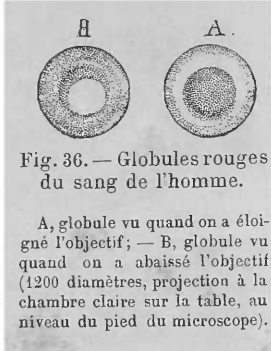 B A.
Fig. 36. — Globules rouges
du sang de l'homme.
A, globule vu quand on a éloi-
gné l'objectif; — B, globule vu
quand on a abaissé l'objectif
(1200 diamètres, projection à la
chambre claire sur la table, au
niveau du pied du microscope).